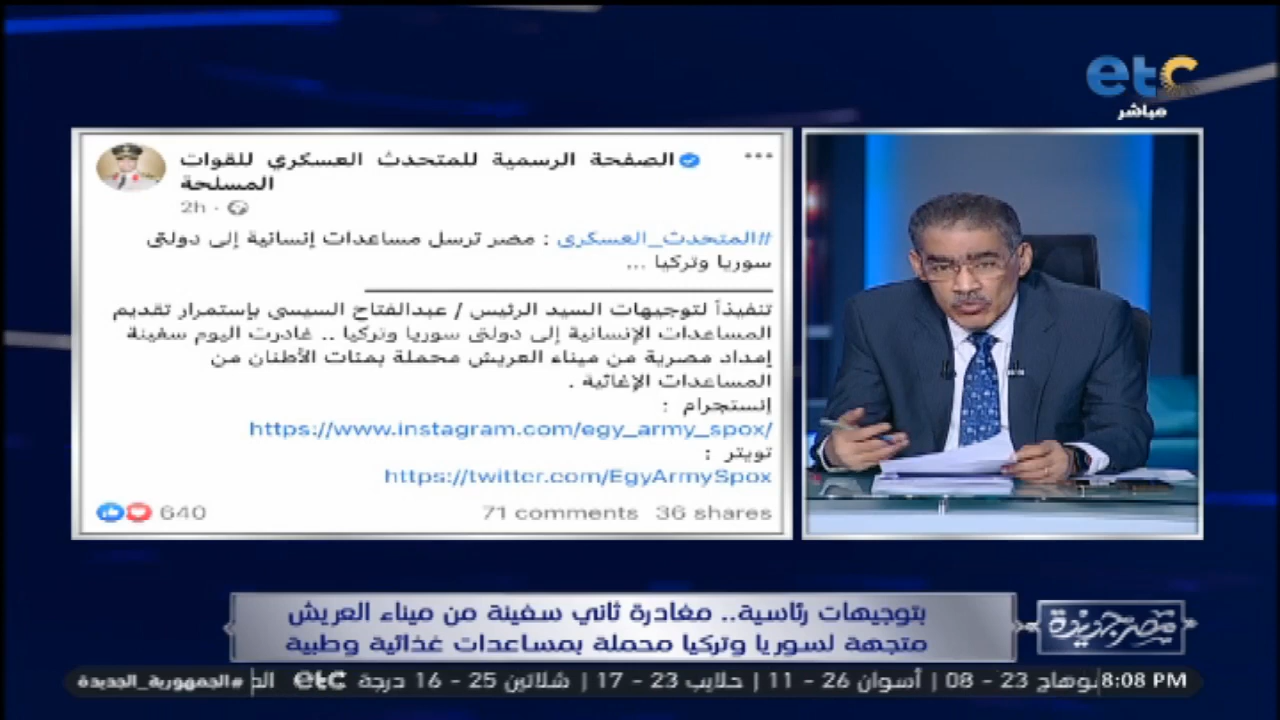 etc
مباشر
الصفحة الرسمية للمتحدث العسكري للقوات
المسلحة
2h
#المتحدث_العسكرى : مصر ترسل مساعدات إنسانية إلى دولتى
سوريا وتركيا ...
تنفيذاً لتوجيهات السيد الرئيس / عبدالفتاح السيسى بإستمرار تقديم
المساعدات الإنسانية إلى دولتى سوريا وتركيا .. غادرت اليوم سفينة
إمداد مصرية من ميناء العريش محملة بمئات الأطنان من
المساعدات الإغاثية .
إنستجرام :
https://www.instagram.com/egy_army_spox/
تويتر :
https://twitter.com/EgyArmySpox
640 71 comments 36 shares
بتوجيهات رئاسية.. مغادرة ثاني سفينة من ميناء العريش
متجهة لسوريا وتركيا محملة بمساعدات غذائية وطبية
مصر جديدة
8:08 PM وهاج 23 - 08 | أسوان 26 - 11 | حلايب 23 - 17 | شلاتين 25 - 16 درجة etc #الجمهورية_الجديدة